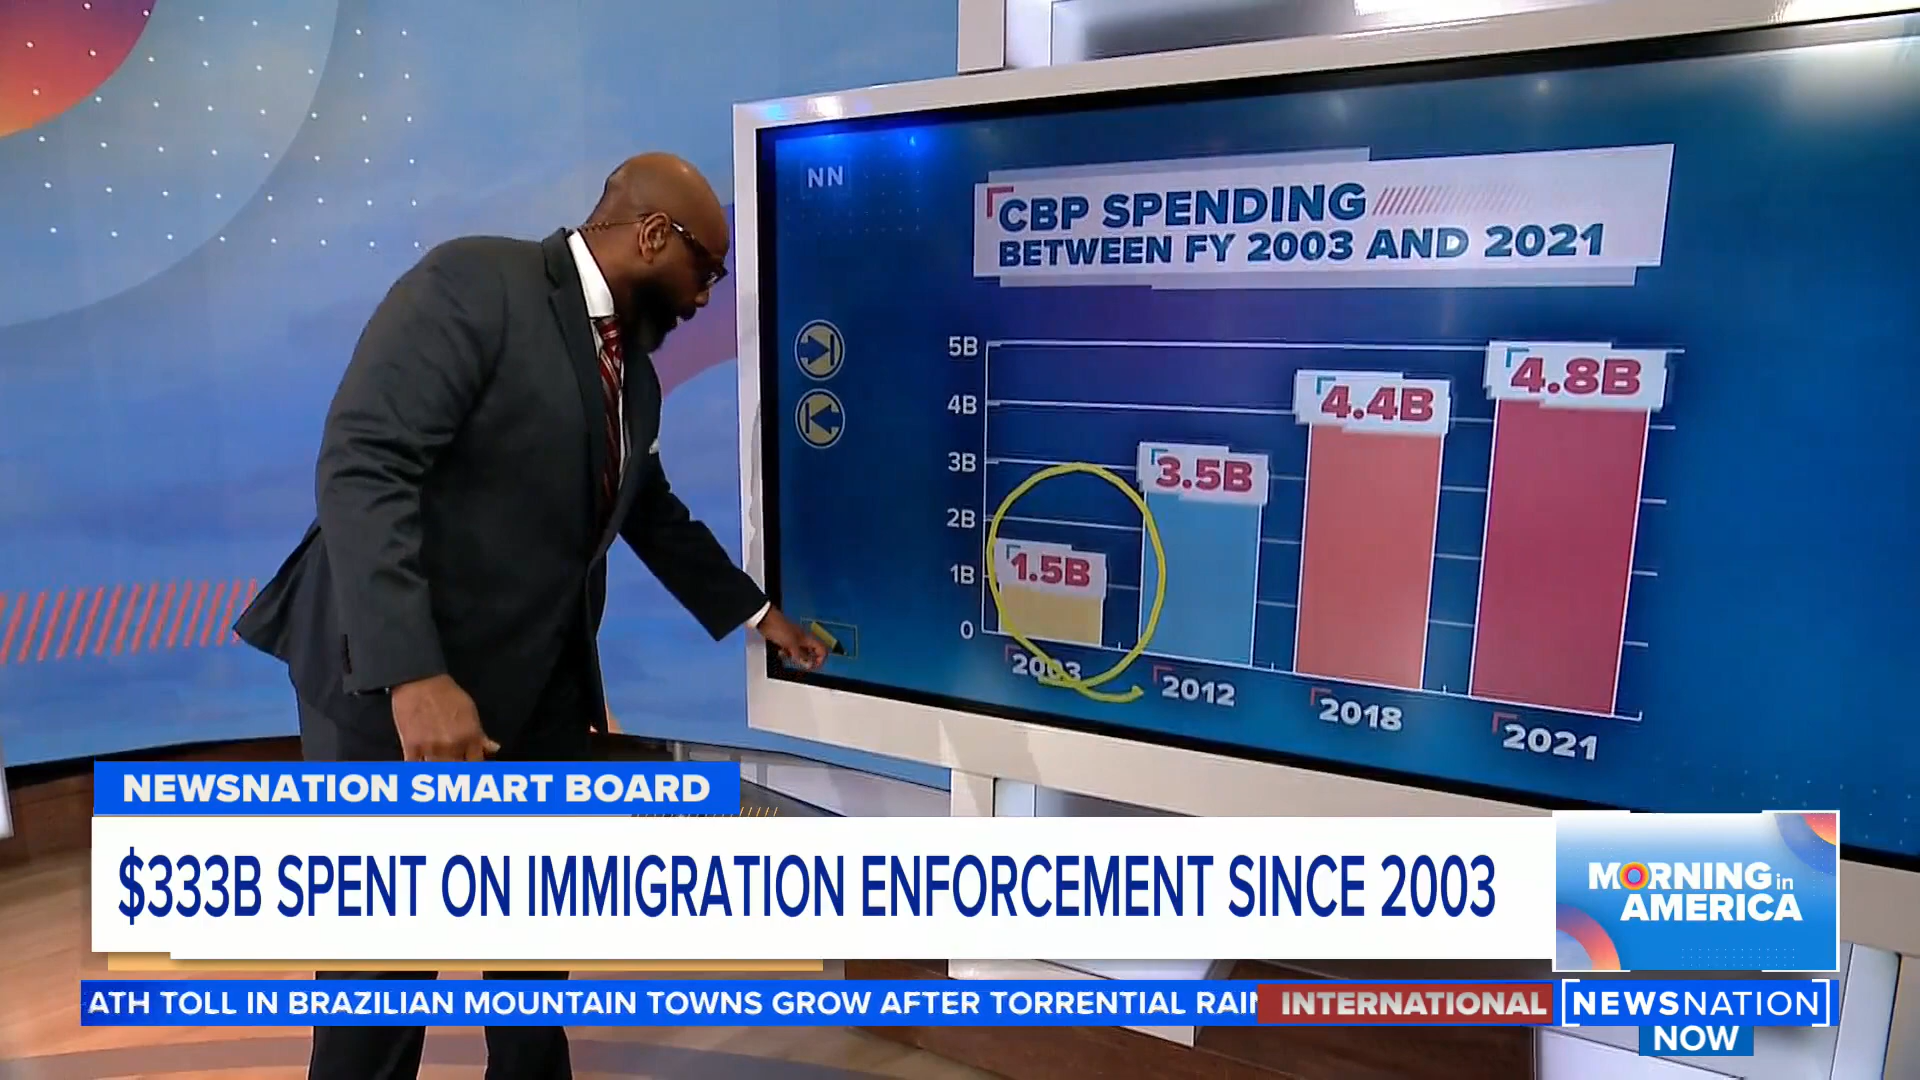 NN
CBP SPENDING
BETWEEN FY 2003 AND 2021
5B
4B
3B
2B
1B
0
1.5B
3.5B
4.4B
4.8B
2003
2012
2018
2021
NEWSNATION SMART BOARD
$333B SPENT ON IMMIGRATION ENFORCEMENT SINCE 2003
MORNING in
AMERICA
ATH TOLL IN BRAZILIAN MOUNTAIN TOWNS GROW AFTER TORRENTIAL RAIN
INTERNATIONAL
NEWSNATION
NOW